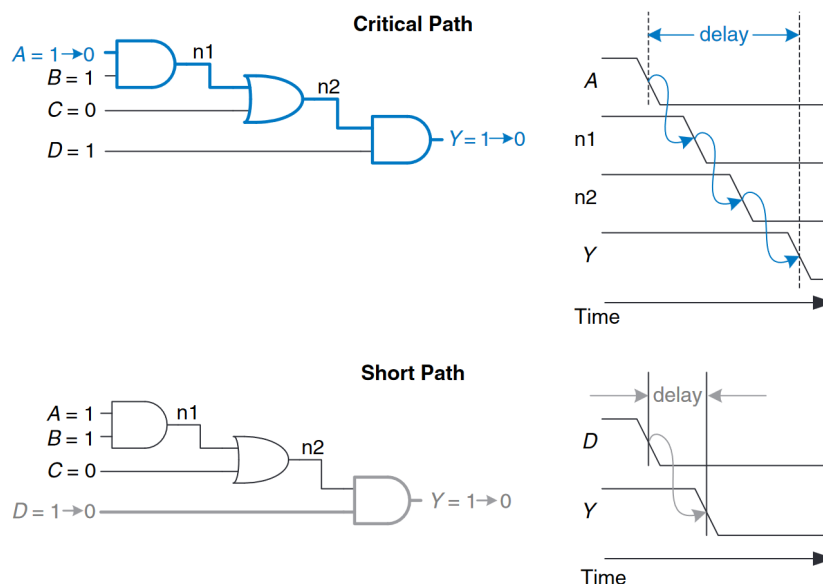 Critical Path
A = 1→0
B = 1
C = 0
D = 1
n1
n2
Y = 1→0
delay
A
n1
n2
Y
Time
Short Path
A = 1
B = 1
C = 0
D = 1→0
n1
n2
Y = 1→0
delay
D
Y
Time